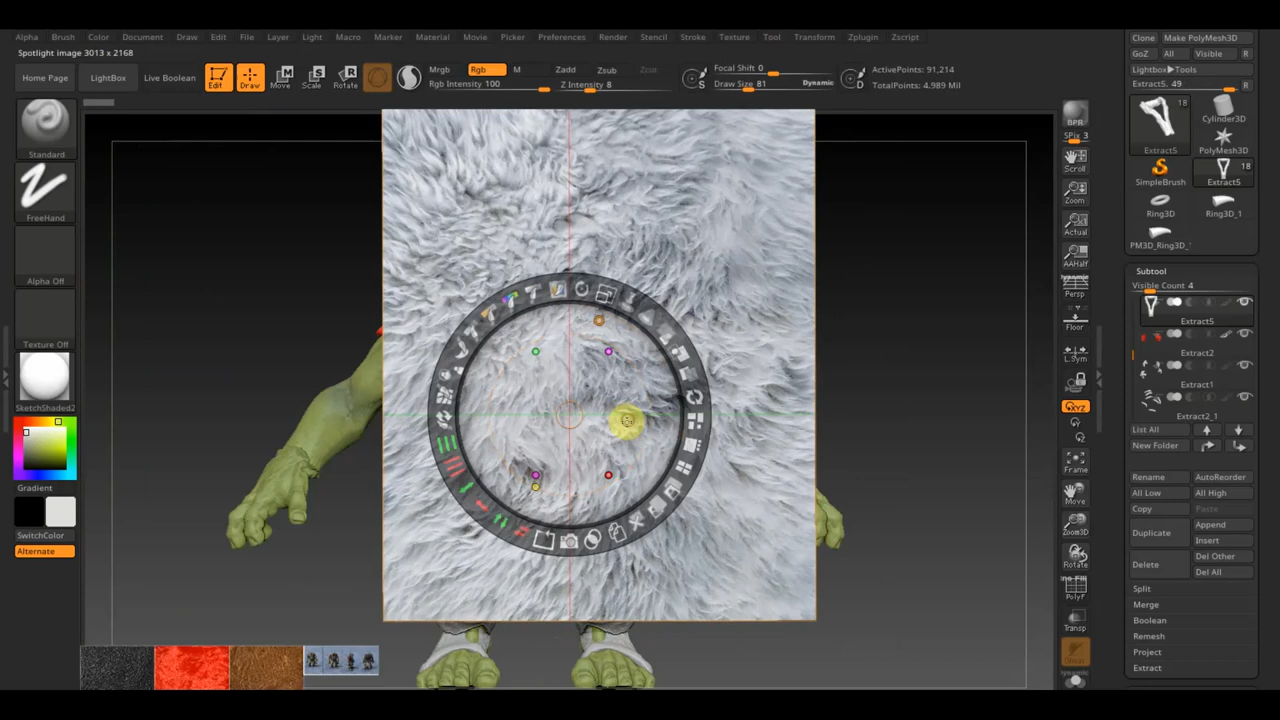 Alpha Brush Color Document Draw Edit File Layer Light Macro Marker Material Movie Picker Preferences Render Stencil Stroke Texture Tool Transform Zplugin Zscript
Spotlight image 3013 x 2168
Home Page
LightBox
Live Boolean
Edit
Draw
Move
Scale
Rotate
Mrgb
Rgb
M
Rgb Intensity 100
Zadd
Zsub
Zcut
Z Intensity 8
S
Focal Shift 0
Draw Size 81
Dynamic
D
ActivePoints: 91,214
TotalPoints: 4.989 Mil
Standard
FreeHand
Alpha Off
Texture Off
SketchShaded2
Gradient
SwitchColor
Alternate
BPR
SPix 3
Scroll
Zoom
Actual
AAHalf
Persp
Floor
L.Sym
XYZ
Frame
Move
Zoom3D
Rotate
PolyF
Transp
Clone
Make PolyMesh3D
GoZ
All
Visible
R
Lightbox▸Tools
Extract5. 49
R
18
Extract5
Cylinder3D
PolyMesh3D
SimpleBrush
18
Extract5
Ring3D
Ring3D_1
PM3D_Ring3D_1
Subtool
Visible Count 4
Extract5
Extract2
Extract1
Extract2_1
List All
New Folder
Rename
AutoReorder
All Low
All High
Copy
Paste
Duplicate
Append
Insert
Delete
Del Other
Del All
Split
Merge
Boolean
Remesh
Project
Extract